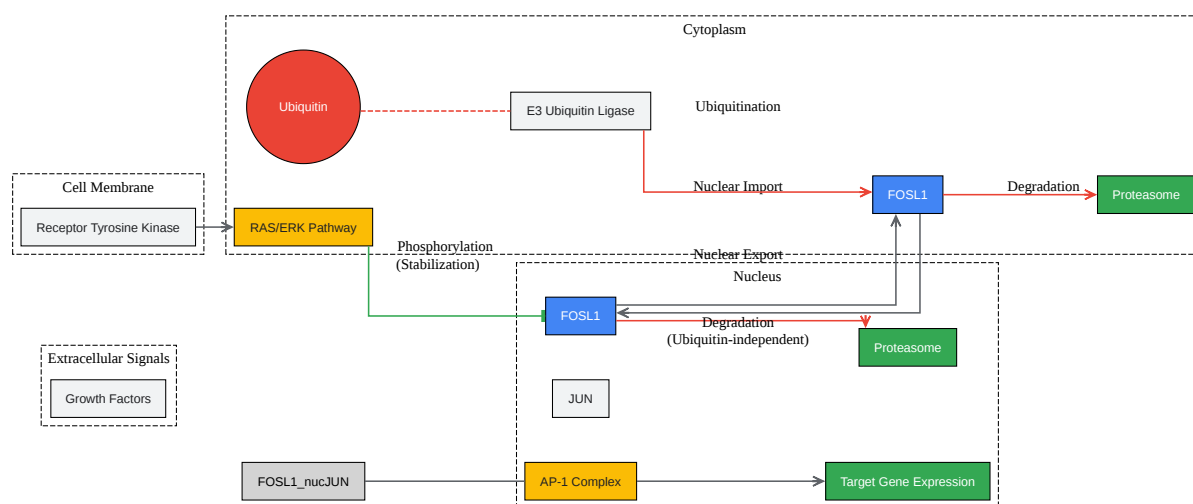 Cytoplasm
Ubiquitin
E3 Ubiquitin Ligase
Ubiquitination
Cell Membrane
Nuclear Import
FOSL1
Degradation
Proteasome
Receptor Tyrosine Kinase
RAS/ERK Pathway
Phosphorylation
(Stabilization)
Nuclear Export
Nucleus
FOSL1
Degradation
(Ubiquitin-independent)
Proteasome
Extracellular Signals
Growth Factors
JUN
FOSL1_nucJUN
AP-1 Complex
Target Gene Expression